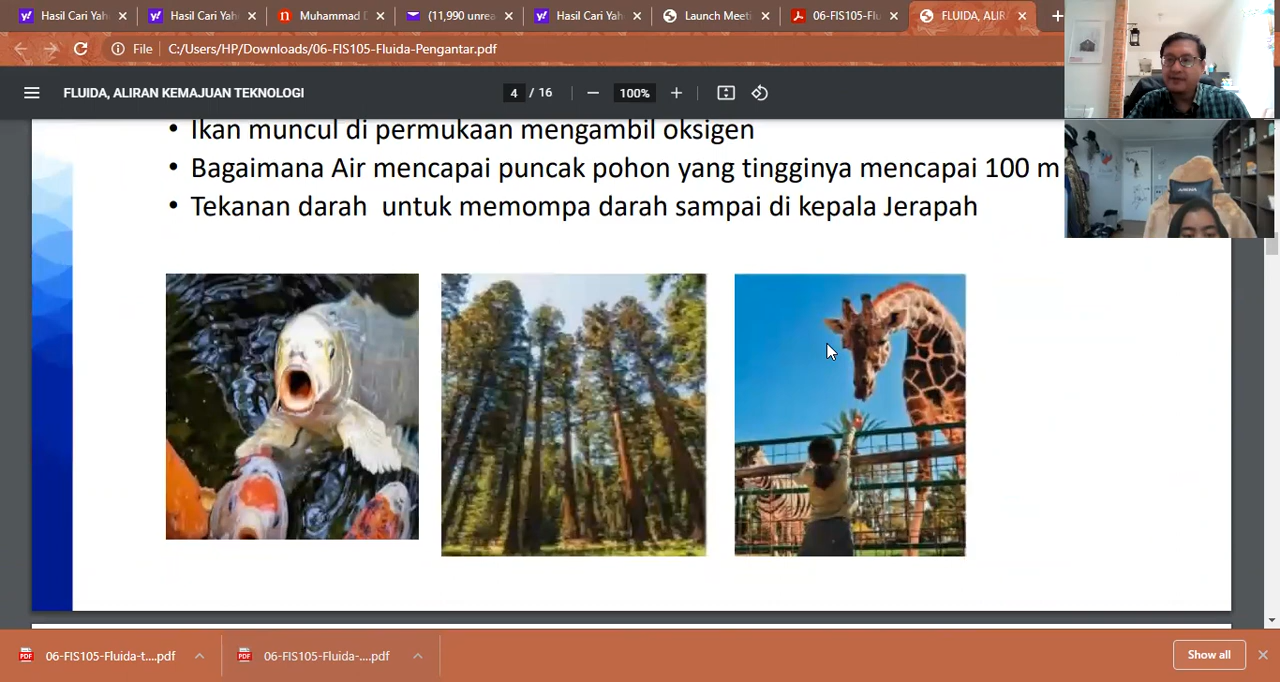 Hasil Cari Yah
Hasil Cari Yah
Muhammad D
(11,990 unrea
Hasil Cari Yah
Launch Meeti
06-FIS105-Flu
FLUIDA, ALIR
File
C:/Users/HP/Downloads/06-FIS105-Fluida-Pengantar.pdf
FLUIDA, ALIRAN KEMAJUAN TEKNOLOGI
4 / 16
100%
• Ikan muncul di permukaan mengambil oksigen
• Bagaimana Air mencapai puncak pohon yang tingginya mencapai 100 m
• Tekanan darah untuk memompa darah sampai di kepala Jerapah
06-FIS105-Fluida-t....pdf
06-FIS105-Fluida-....pdf
Show all